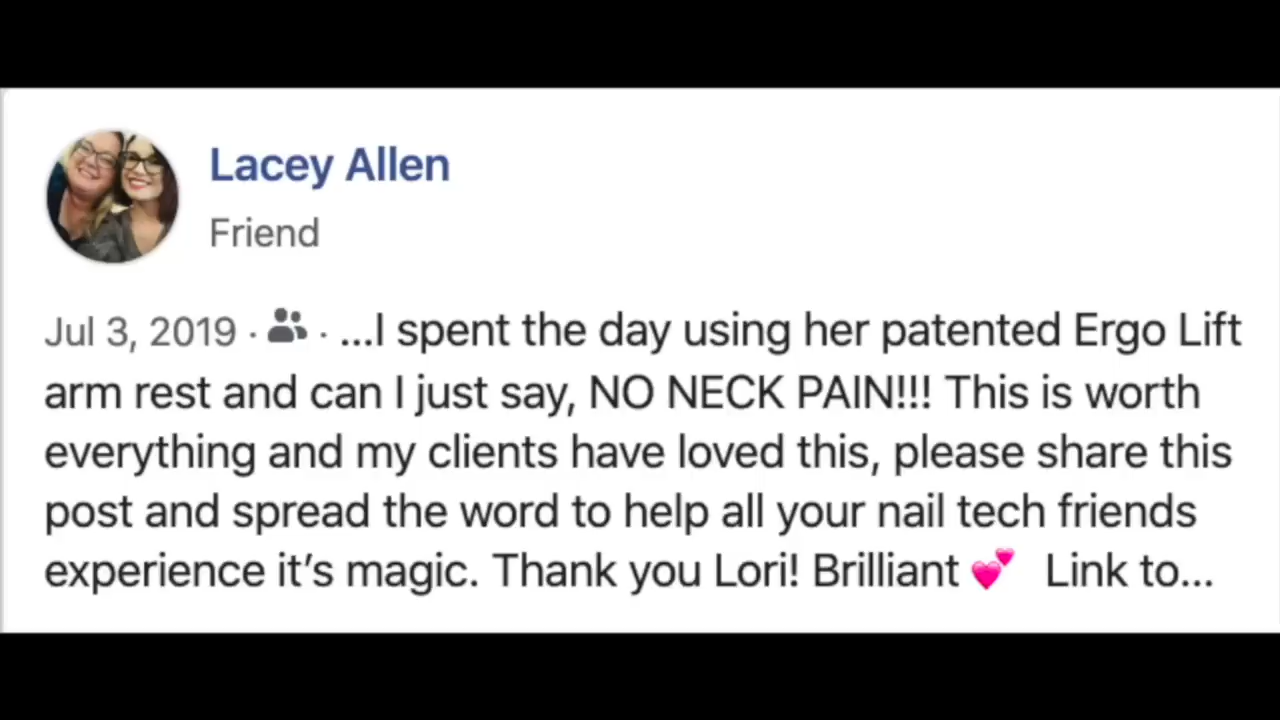 Lacey Allen
Friend
Jul 3, 2019 · · ...I spent the day using her patented Ergo Lift
arm rest and can I just say, NO NECK PAIN!!! This is worth
everything and my clients have loved this, please share this
post and spread the word to help all your nail tech friends
experience it’s magic. Thank you Lori! Brilliant 💕 Link to...